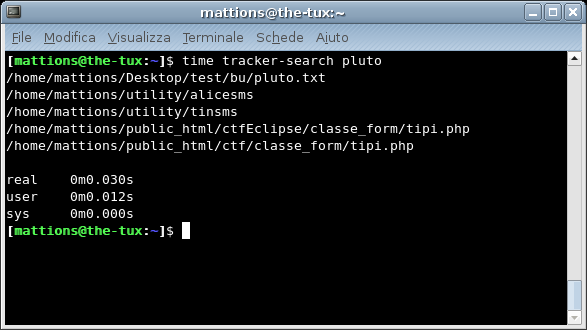 mattions@the-tux:~
File Modifica Visualizza Terminale Schede Aiuto
[mattions@the-tux:~]$ time tracker-search pluto
/home/mattions/Desktop/test/bu/pluto.txt
/home/mattions/utility/alicesms
/home/mattions/utility/tinsms
/home/mattions/public_html/ctfEclipse/classe_form/tipi.php
/home/mattions/public_html/ctf/classe_form/tipi.php
real 0m0.030s
user 0m0.012s
sys 0m0.000s
[mattions@the-tux:~]$